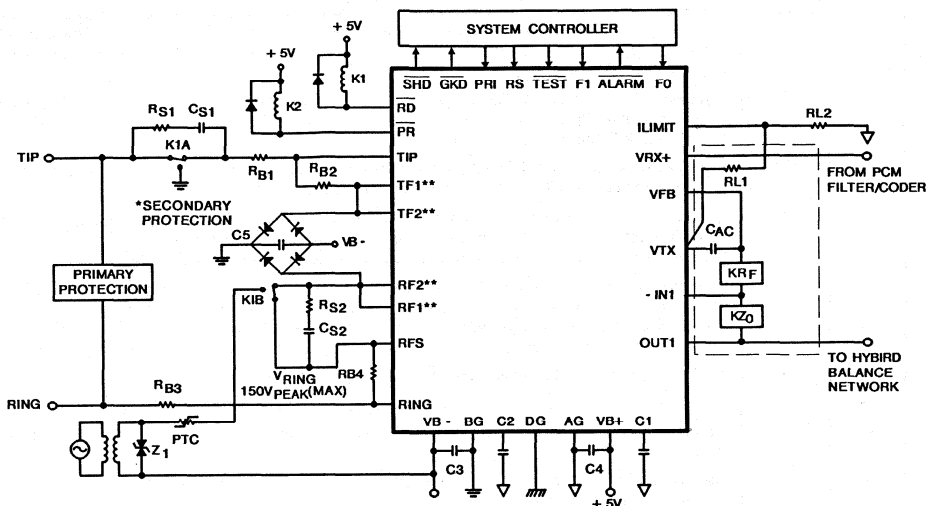 SYSTEM CONTROLLER
+ 5V
+ 5V
K1
K2
SHD GKD PRI RS TEST F1 ALARM F0
RD
PR
RS1 CS1
K1A
TIP
RB1
RB2
TIP
TF1**
TF2**
*SECONDARY
PROTECTION
C5
VB -
PRIMARY
PROTECTION
KIB
RS2
CS2
RF2**
RF1**
RFS
VRING
150VPEAK(MAX)
RB4
RING
RB3
RING
PTC
Z1
ILIMIT
RL2
VRX+
FROM PCM
FILTER/CODER
RL1
VFB
CAC
VTX
KRF
- IN1
KZ0
OUT1
TO HYBIRD
BALANCE
NETWORK
VB - BG C2 DG AG VB+ C1
C3
C4
+ 5V